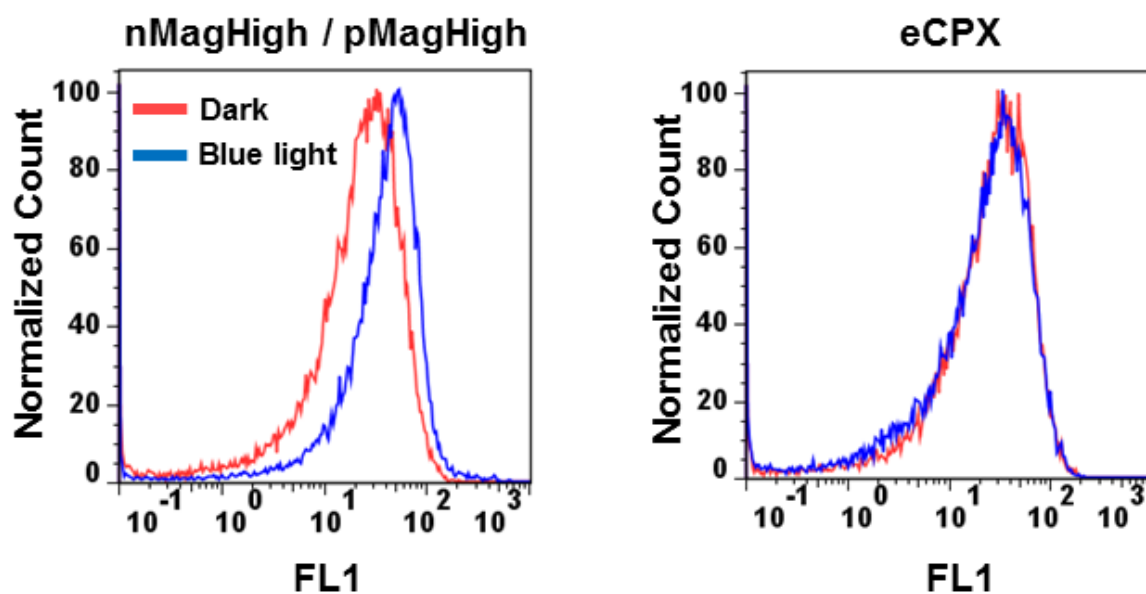 nMagHigh / pMagHigh
Normalized Count
100
80
60
40
20
0
Dark
Blue light
10-1 100 101 102 103
FL1
eCPX
Normalized Count
100
80
60
40
20
0
10-1 100 101 102 103
FL1